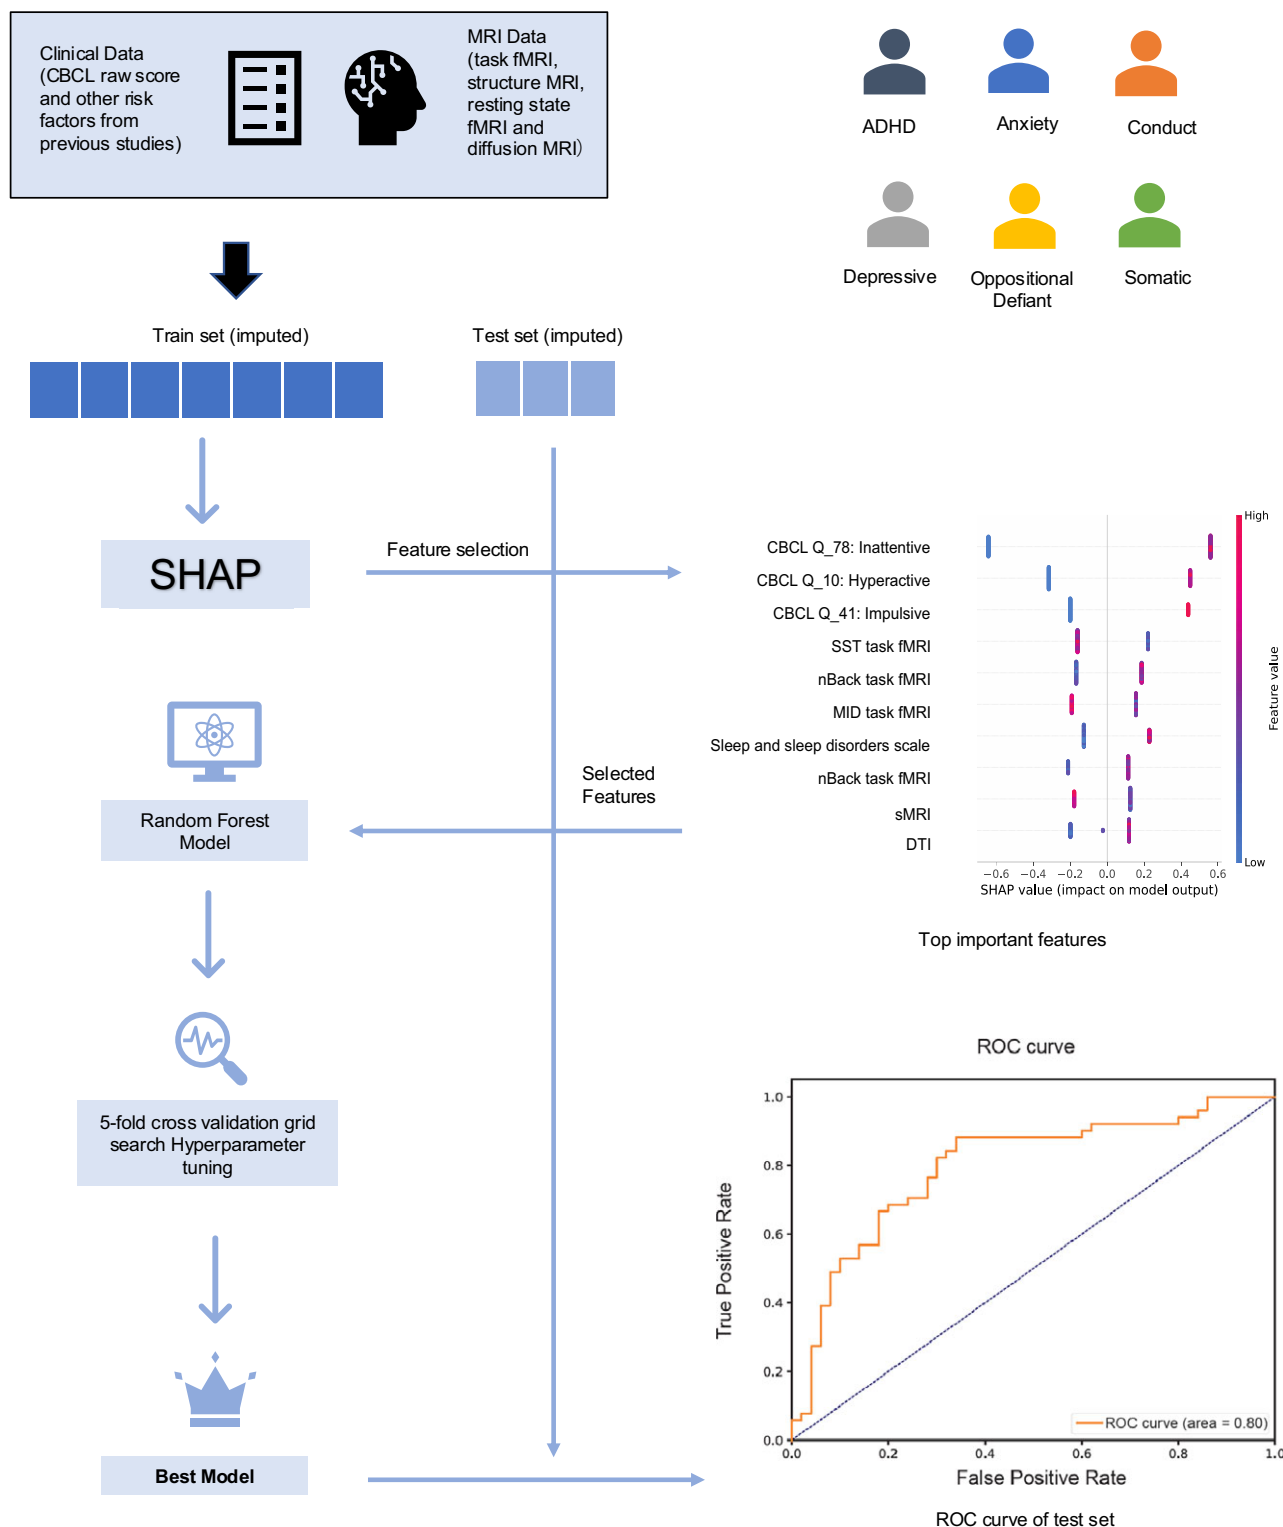 Clinical Data
(CBCL raw score
and other risk
factors from
previous studies)
MRI Data
(task fMRI,
structure MRI,
resting state
fMRI and
diffusion MRI)
ADHD
Anxiety
Conduct
Depressive
Oppositional
Defiant
Somatic
Train set (imputed)
Test set (imputed)
SHAP
Feature selection
CBCL Q_78: Inattentive
CBCL Q_10: Hyperactive
CBCL Q_41: Impulsive
SST task fMRI
nBack task fMRI
MID task fMRI
Sleep and sleep disorders scale
nBack task fMRI
sMRI
DTI
High
Feature value
Low
−0.6 −0.4 −0.2 0.0 0.2 0.4 0.6
SHAP value (impact on model output)
Top important features
Selected
Features
Random Forest
Model
5-fold cross validation grid
search Hyperparameter
tuning
Best Model
ROC curve
True Positive Rate
1.0
0.8
0.6
0.4
0.2
0.0
ROC curve (area = 0.80)
0.0 0.2 0.4 0.6 0.8 1.0
False Positive Rate
ROC curve of test set